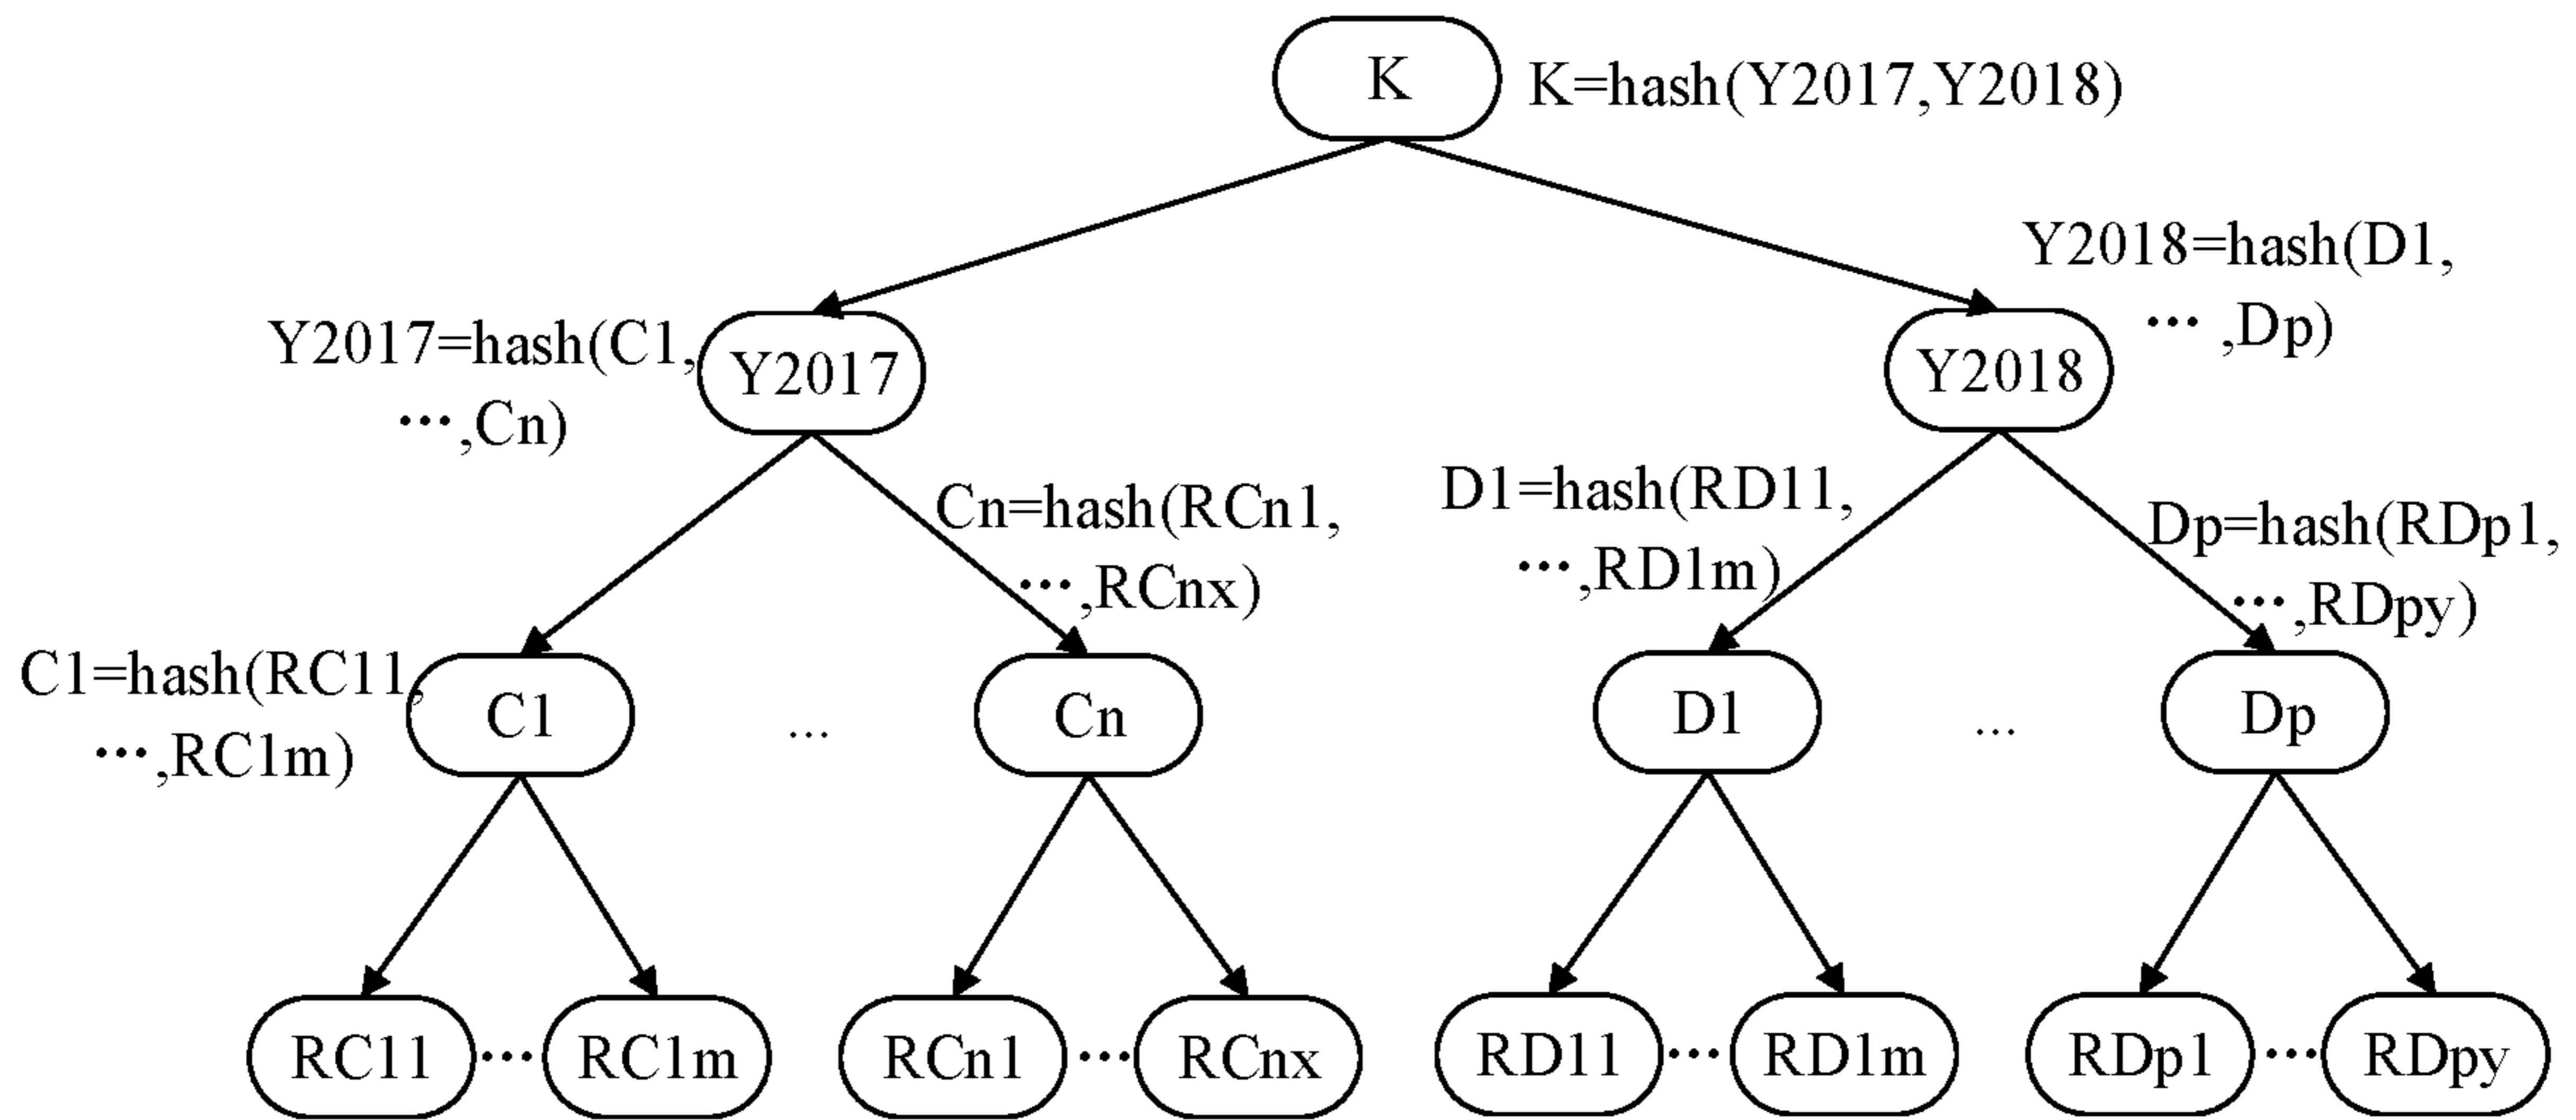 K
K=hash(Y2017,Y2018)
Y2017=hash(C1,
…,Cn)
Y2017
Y2018=hash(D1,
…,Dp)
Y2018
Cn=hash(RCn1,
…,RCnx)
D1=hash(RD11,
…,RD1m)
Dp=hash(RDp1,
…,RDpy)
C1=hash(RC11,
…,RC1m)
C1 ... Cn D1 ... Dp
RC11 … RC1m RCn1 … RCnx RD11 … RD1m RDp1 … RDpy